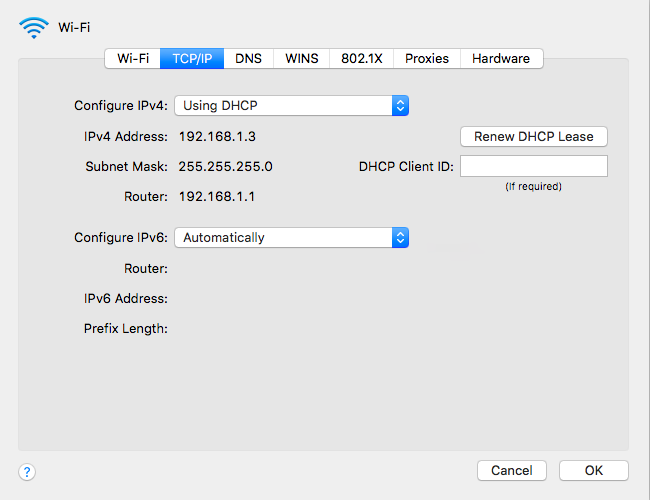 Wi-Fi
Wi-Fi TCP/IP DNS WINS 802.1X Proxies Hardware
Configure IPv4: Using DHCP
IPv4 Address: 192.168.1.3 Renew DHCP Lease
Subnet Mask: 255.255.255.0 DHCP Client ID:
(If required)
Router: 192.168.1.1
Configure IPv6: Automatically
Router:
IPv6 Address:
Prefix Length:
? Cancel OK